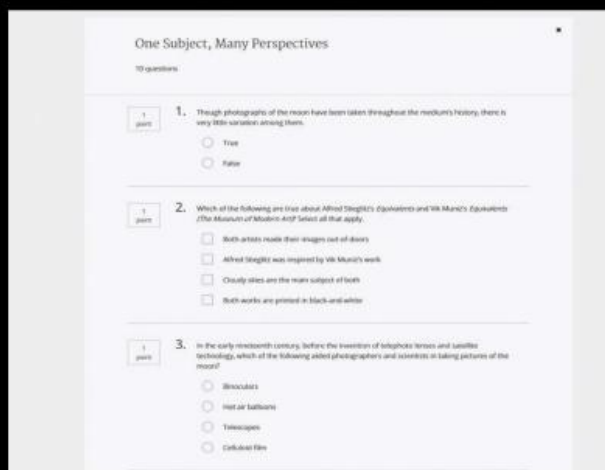 One Subject, Many Perspectives
10 questions
1
point
1. Though photographs of the moon have been taken throughout the medium's history, there is
very little variation among them.
True
False
1
point
2. Which of the following are true about Alfred Stieglitz's Equivalents and Vik Muniz's Equivalents
(The Museum of Modern Art)? Select all that apply.
Both artists made their images out of doors
Alfred Stieglitz was inspired by Vik Muniz's work
Cloudy skies are the main subject of both
Both works are printed in black-and-white
1
point
3. In the early nineteenth century, before the invention of telephoto lenses and satellite
technology, which of the following aided photographers and scientists in taking pictures of the
moon?
Binoculars
Hot air balloons
Telescopes
Celluloid film